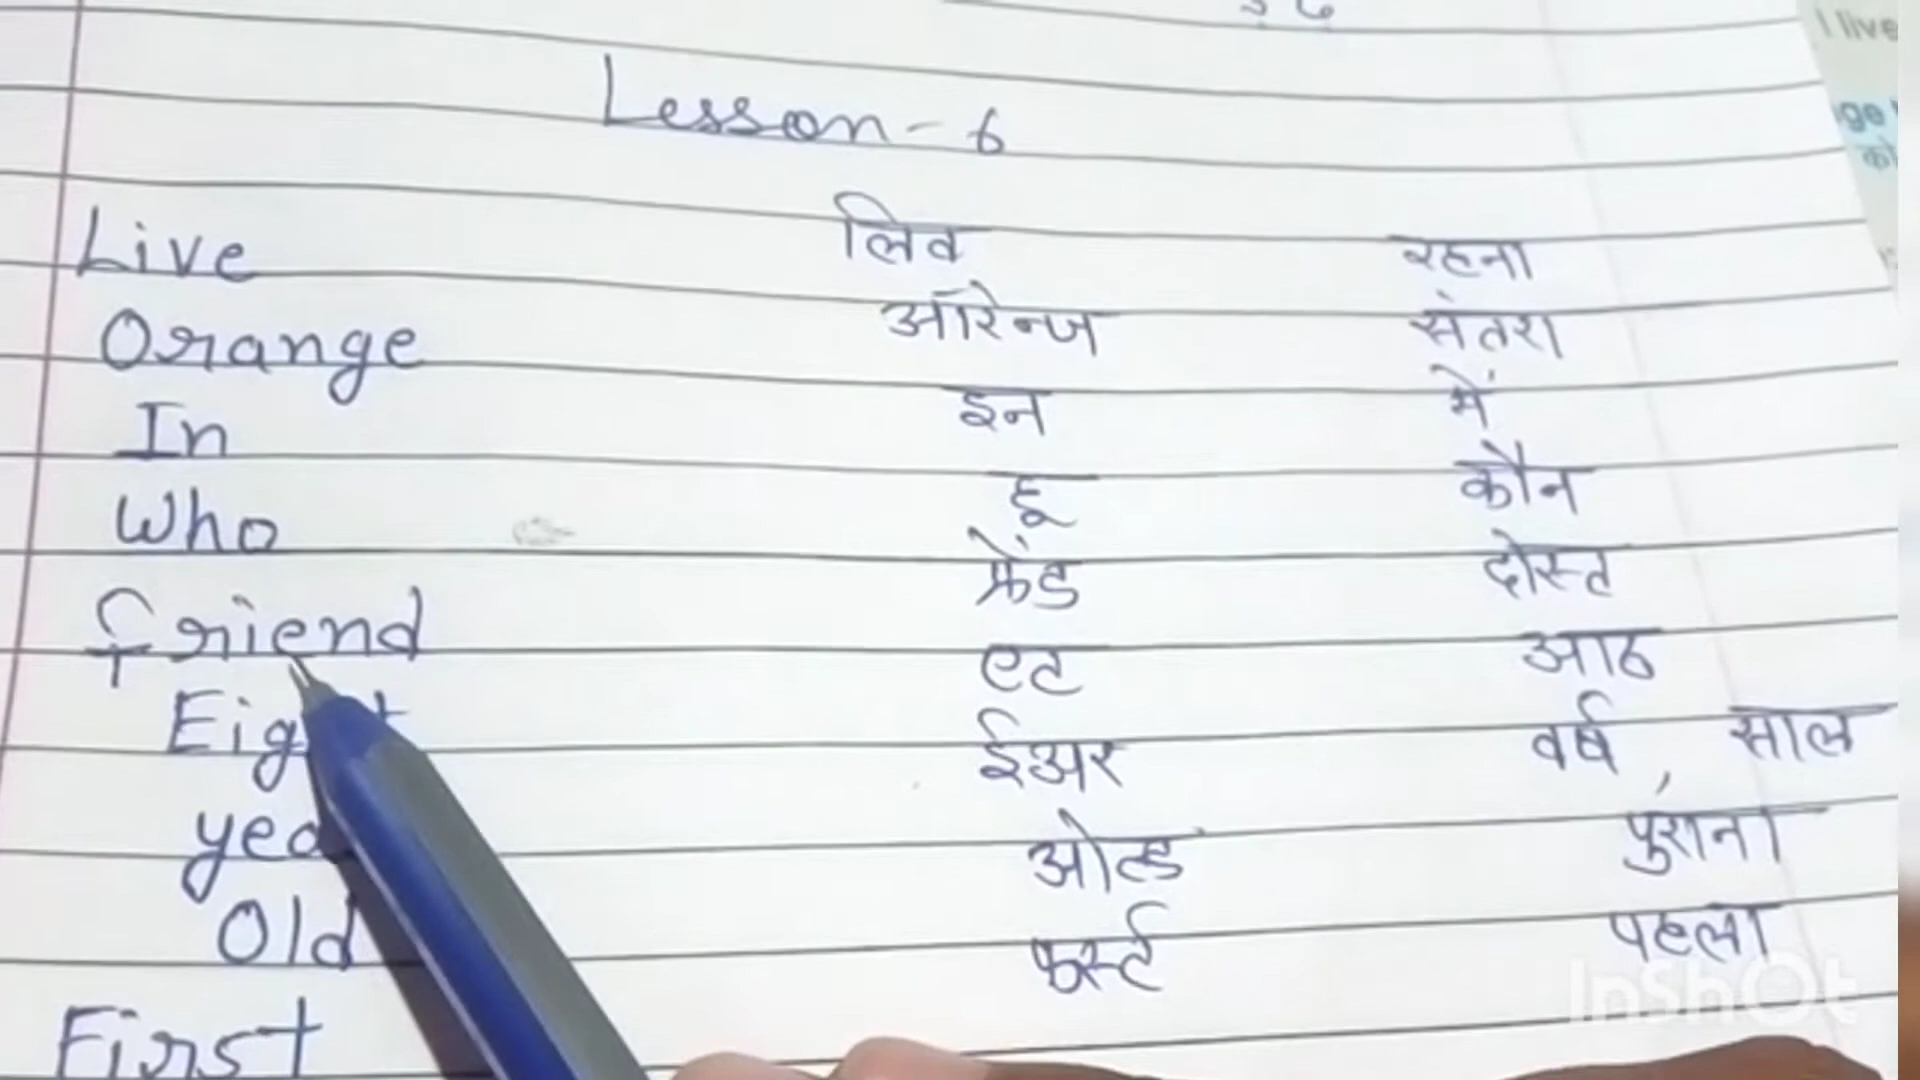 I live
Lesson - 6
Live लिव रहना
Orange ऑरेन्ज संतरा
In इन में
Who हू कौन
friend फ्रेंड दोस्त
एट आठ
ईअर वर्ष, साल
Old ओल्ड पुराना
First फर्स्ट पहला
InShOt